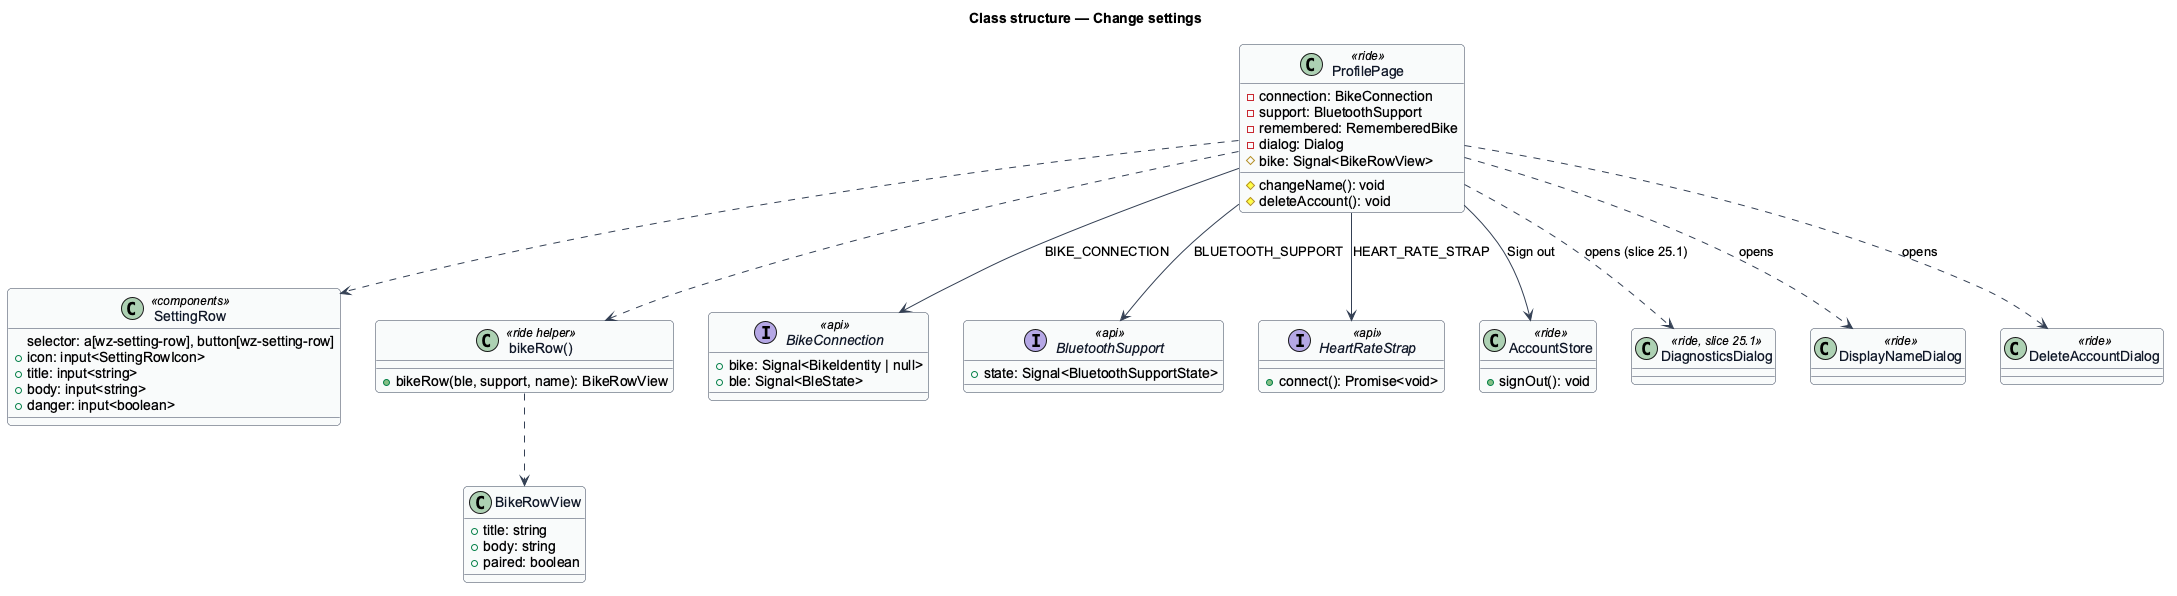 Class structure — Change settings
«ride»
ProfilePage
connection: BikeConnection
support: BluetoothSupport
remembered: RememberedBike
dialog: Dialog
bike: Signal<BikeRowView>
changeName(): void
deleteAccount(): void
BIKE_CONNECTION
BLUETOOTH_SUPPORT
HEART_RATE_STRAP
Sign out
opens (slice 25.1)
opens
opens
«components»
SettingRow
selector: a[wz-setting-row], button[wz-setting-row]
icon: input<SettingRowIcon>
title: input<string>
body: input<string>
danger: input<boolean>
«ride helper»
bikeRow()
bikeRow(ble, support, name): BikeRowView
«api»
BikeConnection
bike: Signal<BikeIdentity | null>
ble: Signal<BleState>
«api»
BluetoothSupport
state: Signal<BluetoothSupportState>
«api»
HeartRateStrap
connect(): Promise<void>
«ride»
AccountStore
signOut(): void
«ride, slice 25.1»
DiagnosticsDialog
«ride»
DisplayNameDialog
«ride»
DeleteAccountDialog
BikeRowView
title: string
body: string
paired: boolean